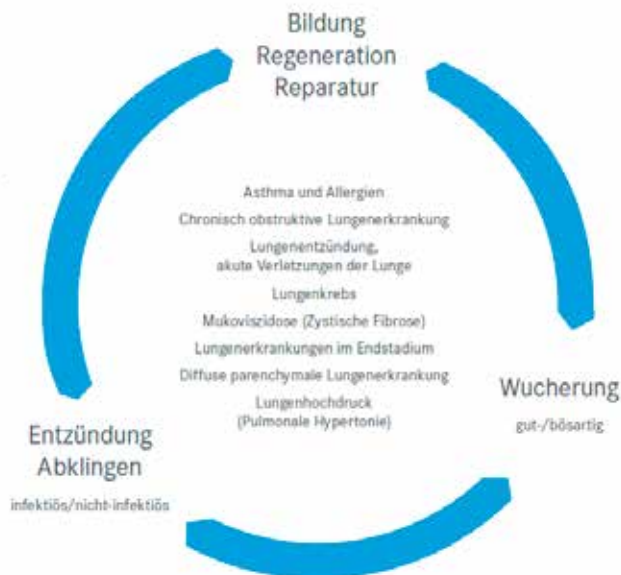 Bildung
Regeneration
Reparatur
Asthma und Allergien
Chronisch obstruktive Lungenerkrankung
Lungenentzündung,
akute Verletzungen der Lunge
Lungenkrebs
Mukoviszidose (Zystische Fibrose)
Lungenerkrankungen im Endstadium
Diffuse parenchymale Lungenerkrankung
Lungenhochdruck
(Pulmonale Hypertonie)
Wucherung
gut-/bösartig
Entzündung
Abklingen
infektiös/nicht-infektiös